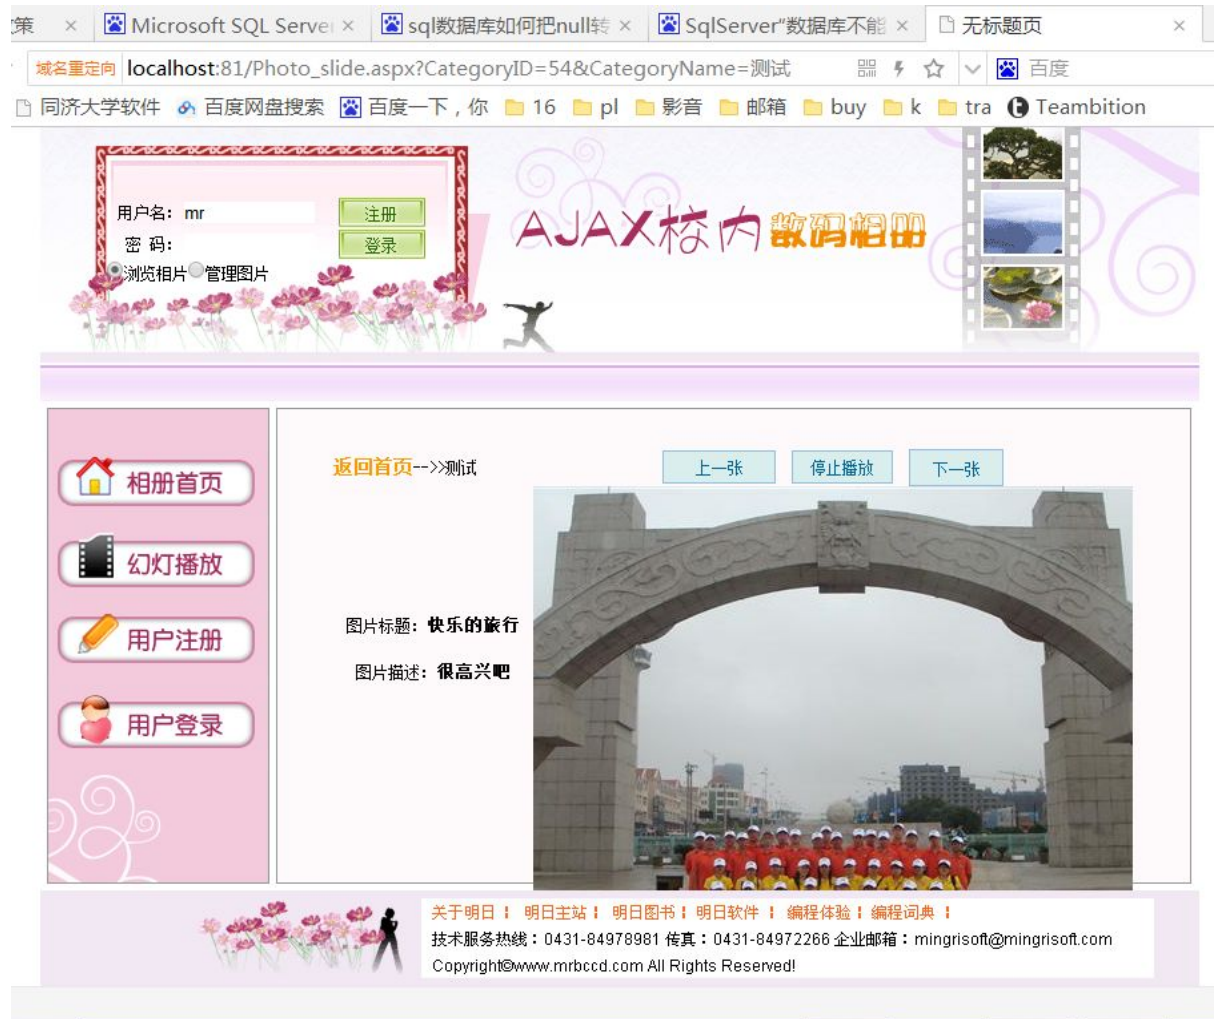 策 × Microsoft SQL Server × sql数据库如何把null转 × SqlServer“数据库不能 × 无标题页 ×
域名重定向 localhost:81/Photo_slide.aspx?CategoryID=54&CategoryName=测试 百度
同济大学软件 百度网盘搜索 百度一下，你 16 pl 影音 邮箱 buy k tra Teambition
用户名: mr 注册
密 码: 登录
浏览相片 管理图片
AJAX校内数码相册
返回首页-->>测试 上一张 停止播放 下一张
相册首页
幻灯播放
用户注册
用户登录
图片标题: 快乐的旅行
图片描述: 很高兴吧
关于明日 ¦ 明日主站 ¦ 明日图书 ¦ 明日软件 ¦ 编程体验 ¦ 编程词典 ¦
技术服务热线：0431-84978981 传真：0431-84972266 企业邮箱：mingrisoft@mingrisoft.com
Copyright©www.mrbccd.com All Rights Reserved!